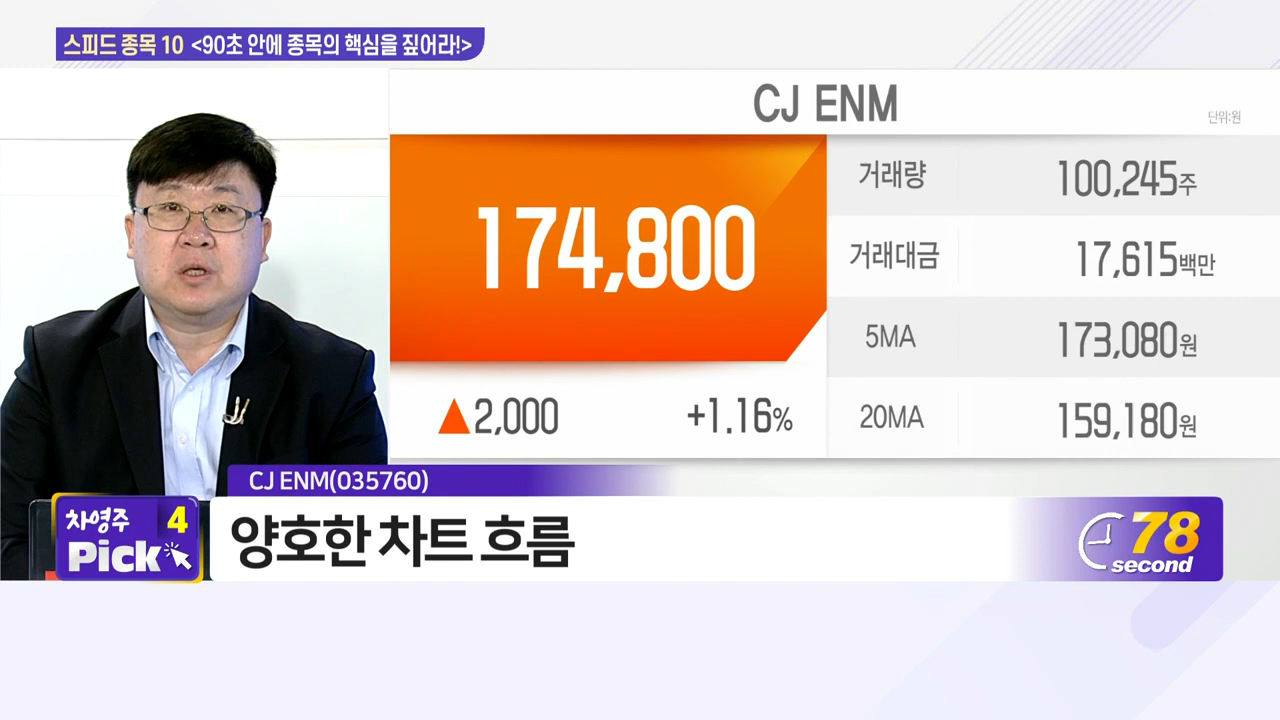 스피드 종목 10 <90초 안에 종목의 핵심을 짚어라!>
CJ ENM
단위:원
174,800
▲2,000 +1.16%
거래량 100,245주
거래대금 17,615백만
5MA 173,080원
20MA 159,180원
CJ ENM(035760)
차영주 4
Pick
양호한 차트 흐름
78
second